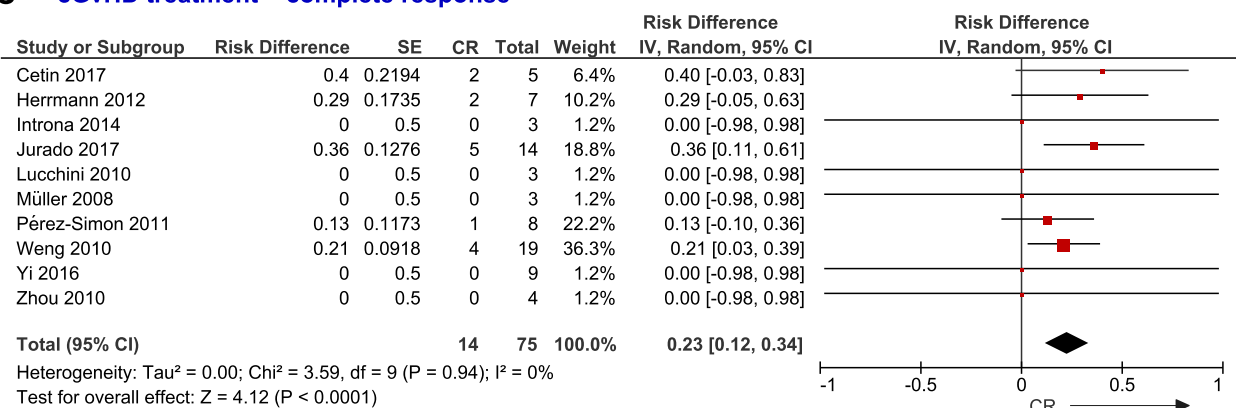 cGVHD treatment – complete response
Risk Difference Risk Difference
Study or Subgroup Risk Difference SE CR Total Weight IV, Random, 95% CI IV, Random, 95% CI
Cetin 2017 0.4 0.2194 2 5 6.4% 0.40 [-0.03, 0.83]
Herrmann 2012 0.29 0.1735 2 7 10.2% 0.29 [-0.05, 0.63]
Introna 2014 0 0.5 0 3 1.2% 0.00 [-0.98, 0.98]
Jurado 2017 0.36 0.1276 5 14 18.8% 0.36 [0.11, 0.61]
Lucchini 2010 0 0.5 0 3 1.2% 0.00 [-0.98, 0.98]
Müller 2008 0 0.5 0 3 1.2% 0.00 [-0.98, 0.98]
Pérez-Simon 2011 0.13 0.1173 1 8 22.2% 0.13 [-0.10, 0.36]
Weng 2010 0.21 0.0918 4 19 36.3% 0.21 [0.03, 0.39]
Yi 2016 0 0.5 0 9 1.2% 0.00 [-0.98, 0.98]
Zhou 2010 0 0.5 0 4 1.2% 0.00 [-0.98, 0.98]
Total (95% CI) 14 75 100.0% 0.23 [0.12, 0.34]
Heterogeneity: Tau² = 0.00; Chi² = 3.59, df = 9 (P = 0.94); I² = 0%
Test for overall effect: Z = 4.12 (P < 0.0001)
-1 -0.5 0 0.5 1
CR